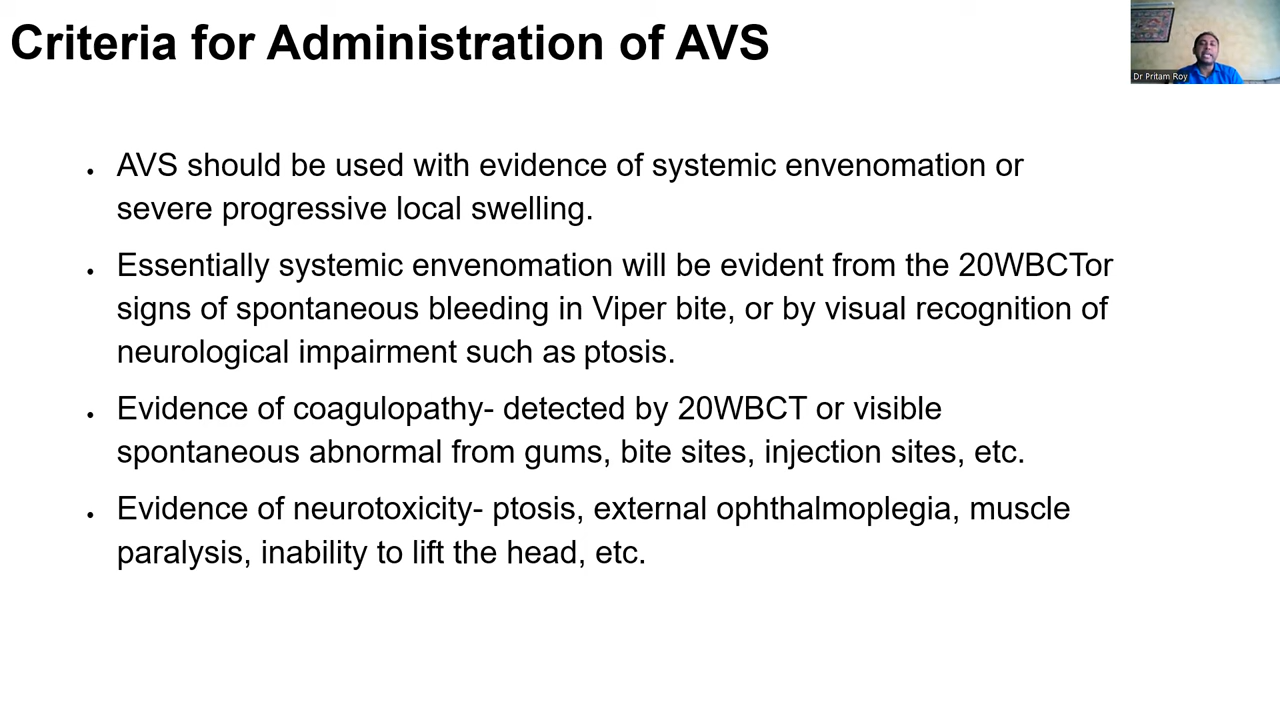 Criteria for Administration of AVS
Dr Pritam Roy
• AVS should be used with evidence of systemic envenomation or
severe progressive local swelling.
• Essentially systemic envenomation will be evident from the 20WBCTor
signs of spontaneous bleeding in Viper bite, or by visual recognition of
neurological impairment such as ptosis.
• Evidence of coagulopathy- detected by 20WBCT or visible
spontaneous abnormal from gums, bite sites, injection sites, etc.
• Evidence of neurotoxicity- ptosis, external ophthalmoplegia, muscle
paralysis, inability to lift the head, etc.